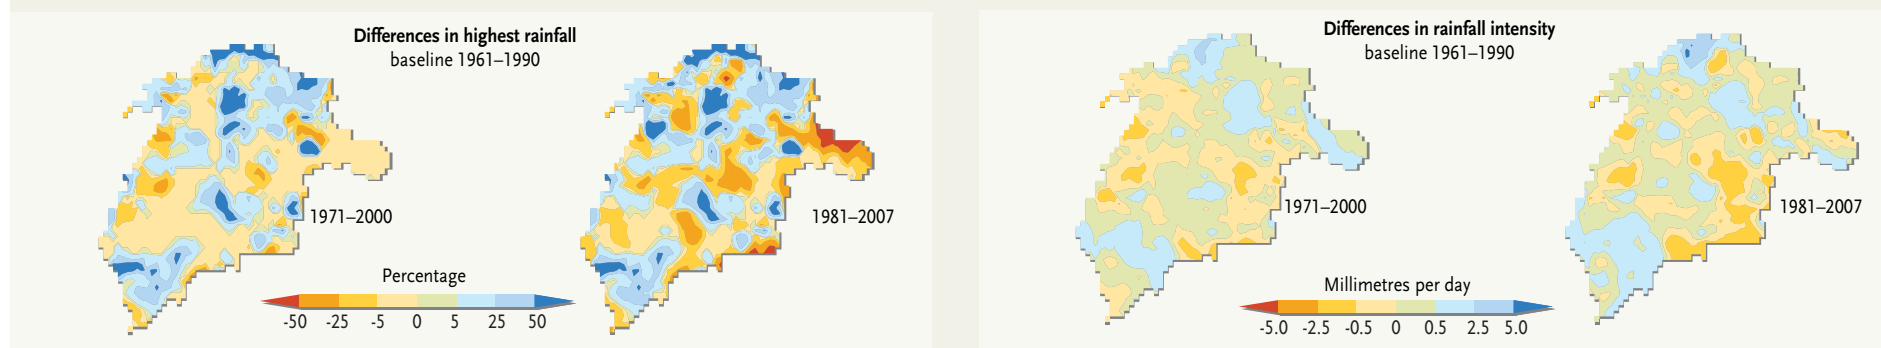 Differences in highest rainfall
baseline 1961–1990
1971–2000
1981–2007
Percentage
-50 -25 -5 0 5 25 50
Differences in rainfall intensity
baseline 1961–1990
1971–2000
1981–2007
Millimetres per day
-5.0 -2.5 -0.5 0 0.5 2.5 5.0